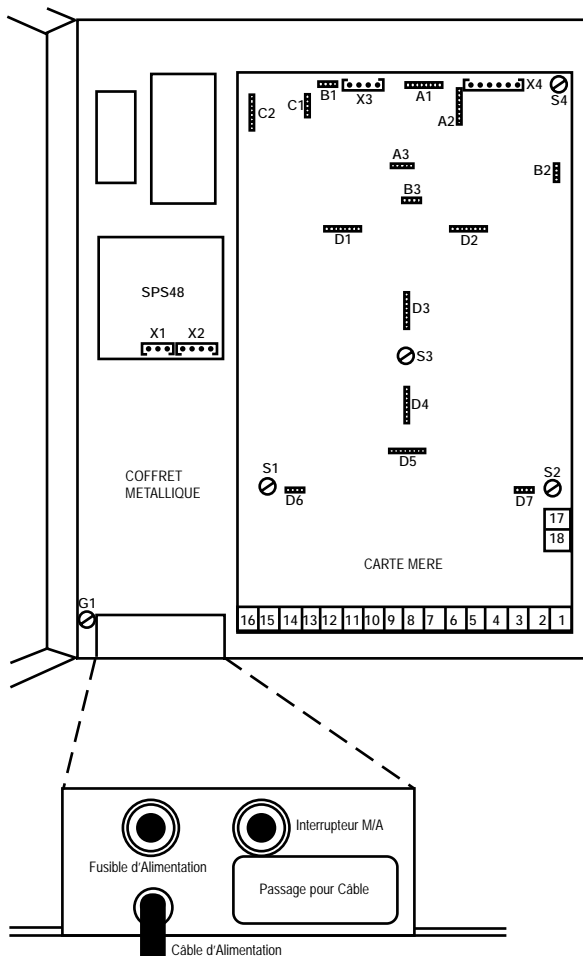 B1
X3
A1
X4
S4
C2
C1
A2
A3
B2
B3
D1
D2
SPS48
X1
X2
D3
S3
D4
D5
COFFRET
METALLIQUE
S1
D6
S2
D7
17
18
CARTE MERE
G1
16 15 14 13 12 11 10 9 8 7 6 5 4 3 2 1
Interrupteur M/A
Fusible d'Alimentation
Passage pour Câble
Câble d'Alimentation